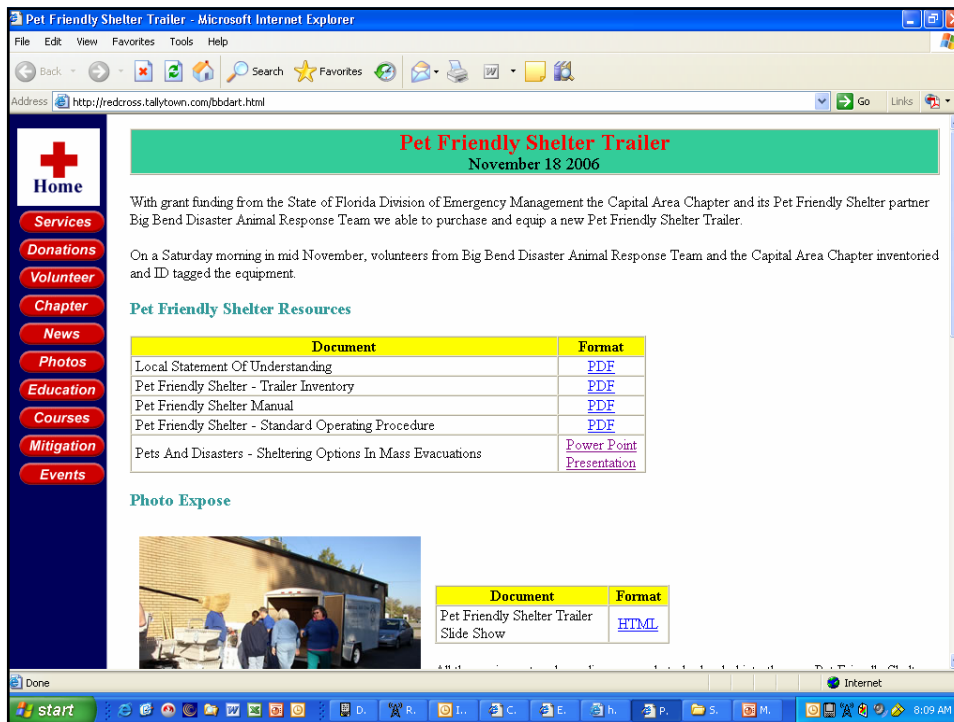 Pet Friendly Shelter Trailer - Microsoft Internet Explorer
File Edit View Favorites Tools Help
Back Search Favorites
Address http://redcross.tallytown.com/bbdart.html Go Links
Home
Services
Donations
Volunteer
Chapter
News
Photos
Education
Courses
Mitigation
Events
Pet Friendly Shelter Trailer
November 18 2006
With grant funding from the State of Florida Division of Emergency Management the Capital Area Chapter and its Pet Friendly Shelter partner
Big Bend Disaster Animal Response Team we able to purchase and equip a new Pet Friendly Shelter Trailer.
On a Saturday morning in mid November, volunteers from Big Bend Disaster Animal Response Team and the Capital Area Chapter inventoried
and ID tagged the equipment.
Pet Friendly Shelter Resources
Document Format
Local Statement Of Understanding PDF
Pet Friendly Shelter - Trailer Inventory PDF
Pet Friendly Shelter Manual PDF
Pet Friendly Shelter - Standard Operating Procedure PDF
Pets And Disasters - Sheltering Options In Mass Evacuations Power Point
Presentation
Photo Expose
Document Format
Pet Friendly Shelter Trailer
Slide Show HTML
Done Internet
start D. R. I.. C. E. h. P. S. M. 8:09 AM